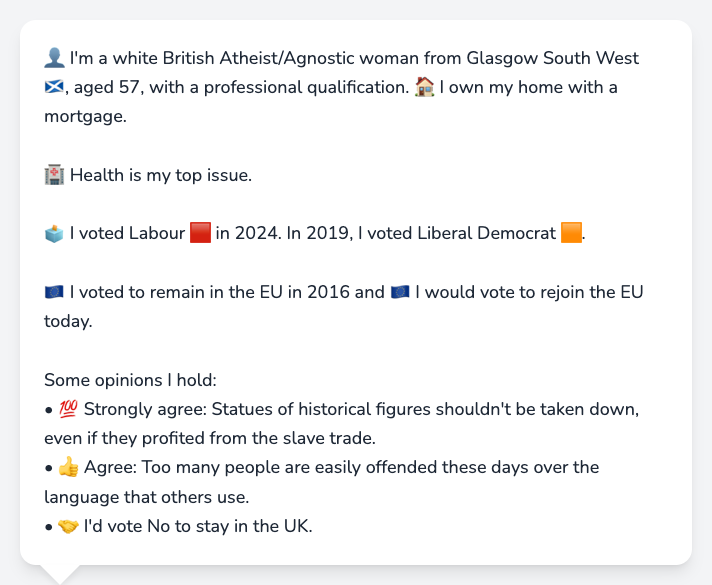 👤 I'm a white British Atheist/Agnostic woman from Glasgow South West
🏴󠁧󠁢󠁳󠁣󠁴󠁿, aged 57, with a professional qualification. 🏠 I own my home with a
mortgage.
🏥 Health is my top issue.
🗳️ I voted Labour 🟥 in 2024. In 2019, I voted Liberal Democrat 🟧.
🇪🇺 I voted to remain in the EU in 2016 and 🇪🇺 I would vote to rejoin the EU
today.
Some opinions I hold:
• 💯 Strongly agree: Statues of historical figures shouldn't be taken down,
even if they profited from the slave trade.
• 👍 Agree: Too many people are easily offended these days over the
language that others use.
• 🤝 I'd vote No to stay in the UK.